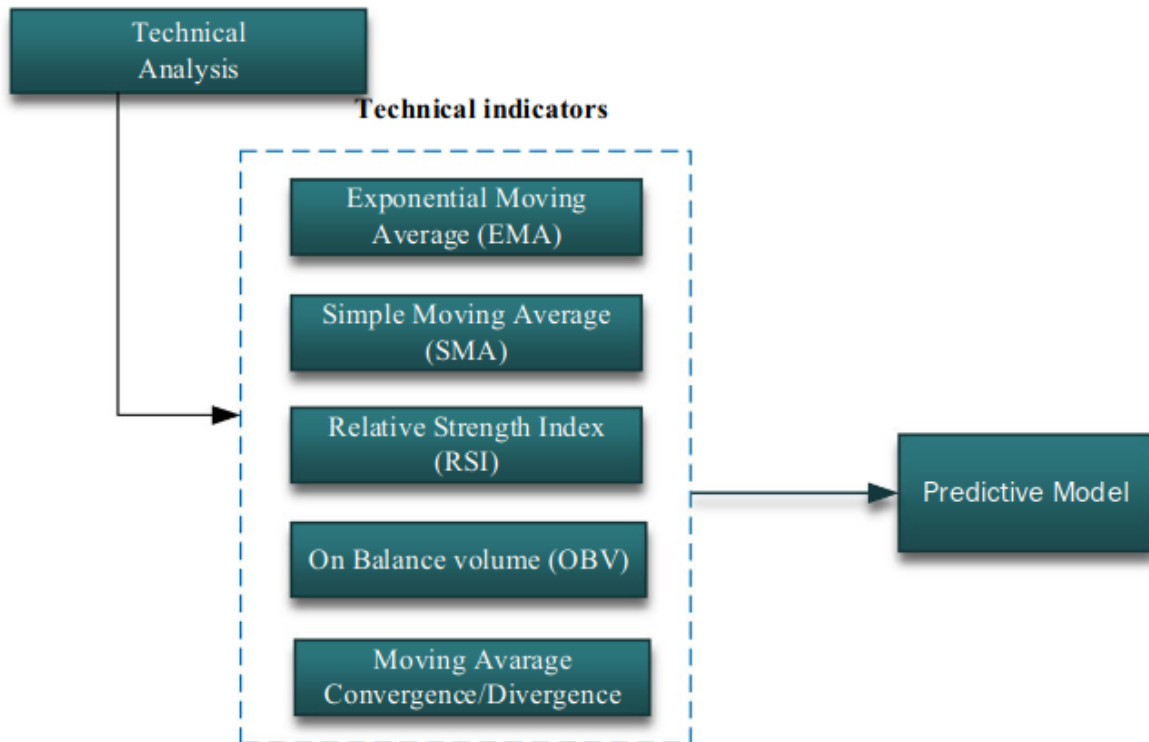 Technical
Analysis
Technical indicators
Exponential Moving
Average (EMA)
Simple Moving Average
(SMA)
Relative Strength Index
(RSI)
On Balance volume (OBV)
Moving Avarage
Convergence/Divergence
Predictive Model